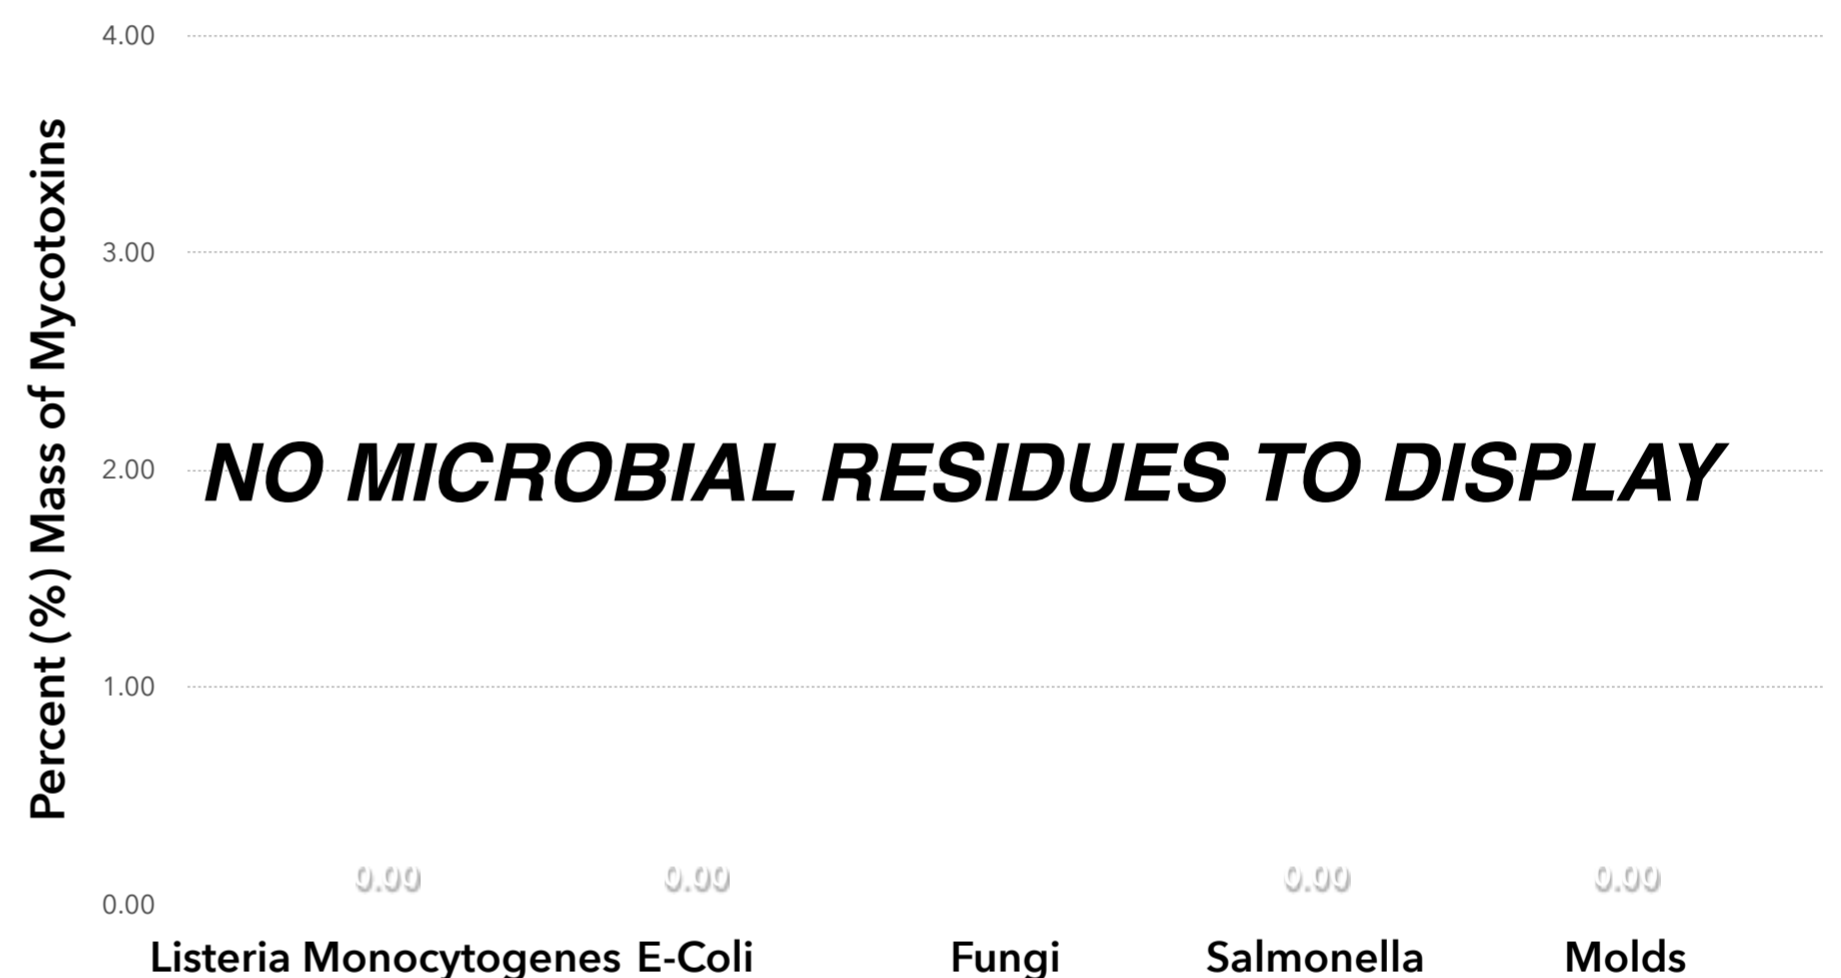 4.00
3.00
2.00
1.00
0.00
Percent (%) Mass of Mycotoxins
NO MICROBIAL RESIDUES TO DISPLAY
0.00 0.00 0.00 0.00
Listeria Monocytogenes E-Coli Fungi Salmonella Molds